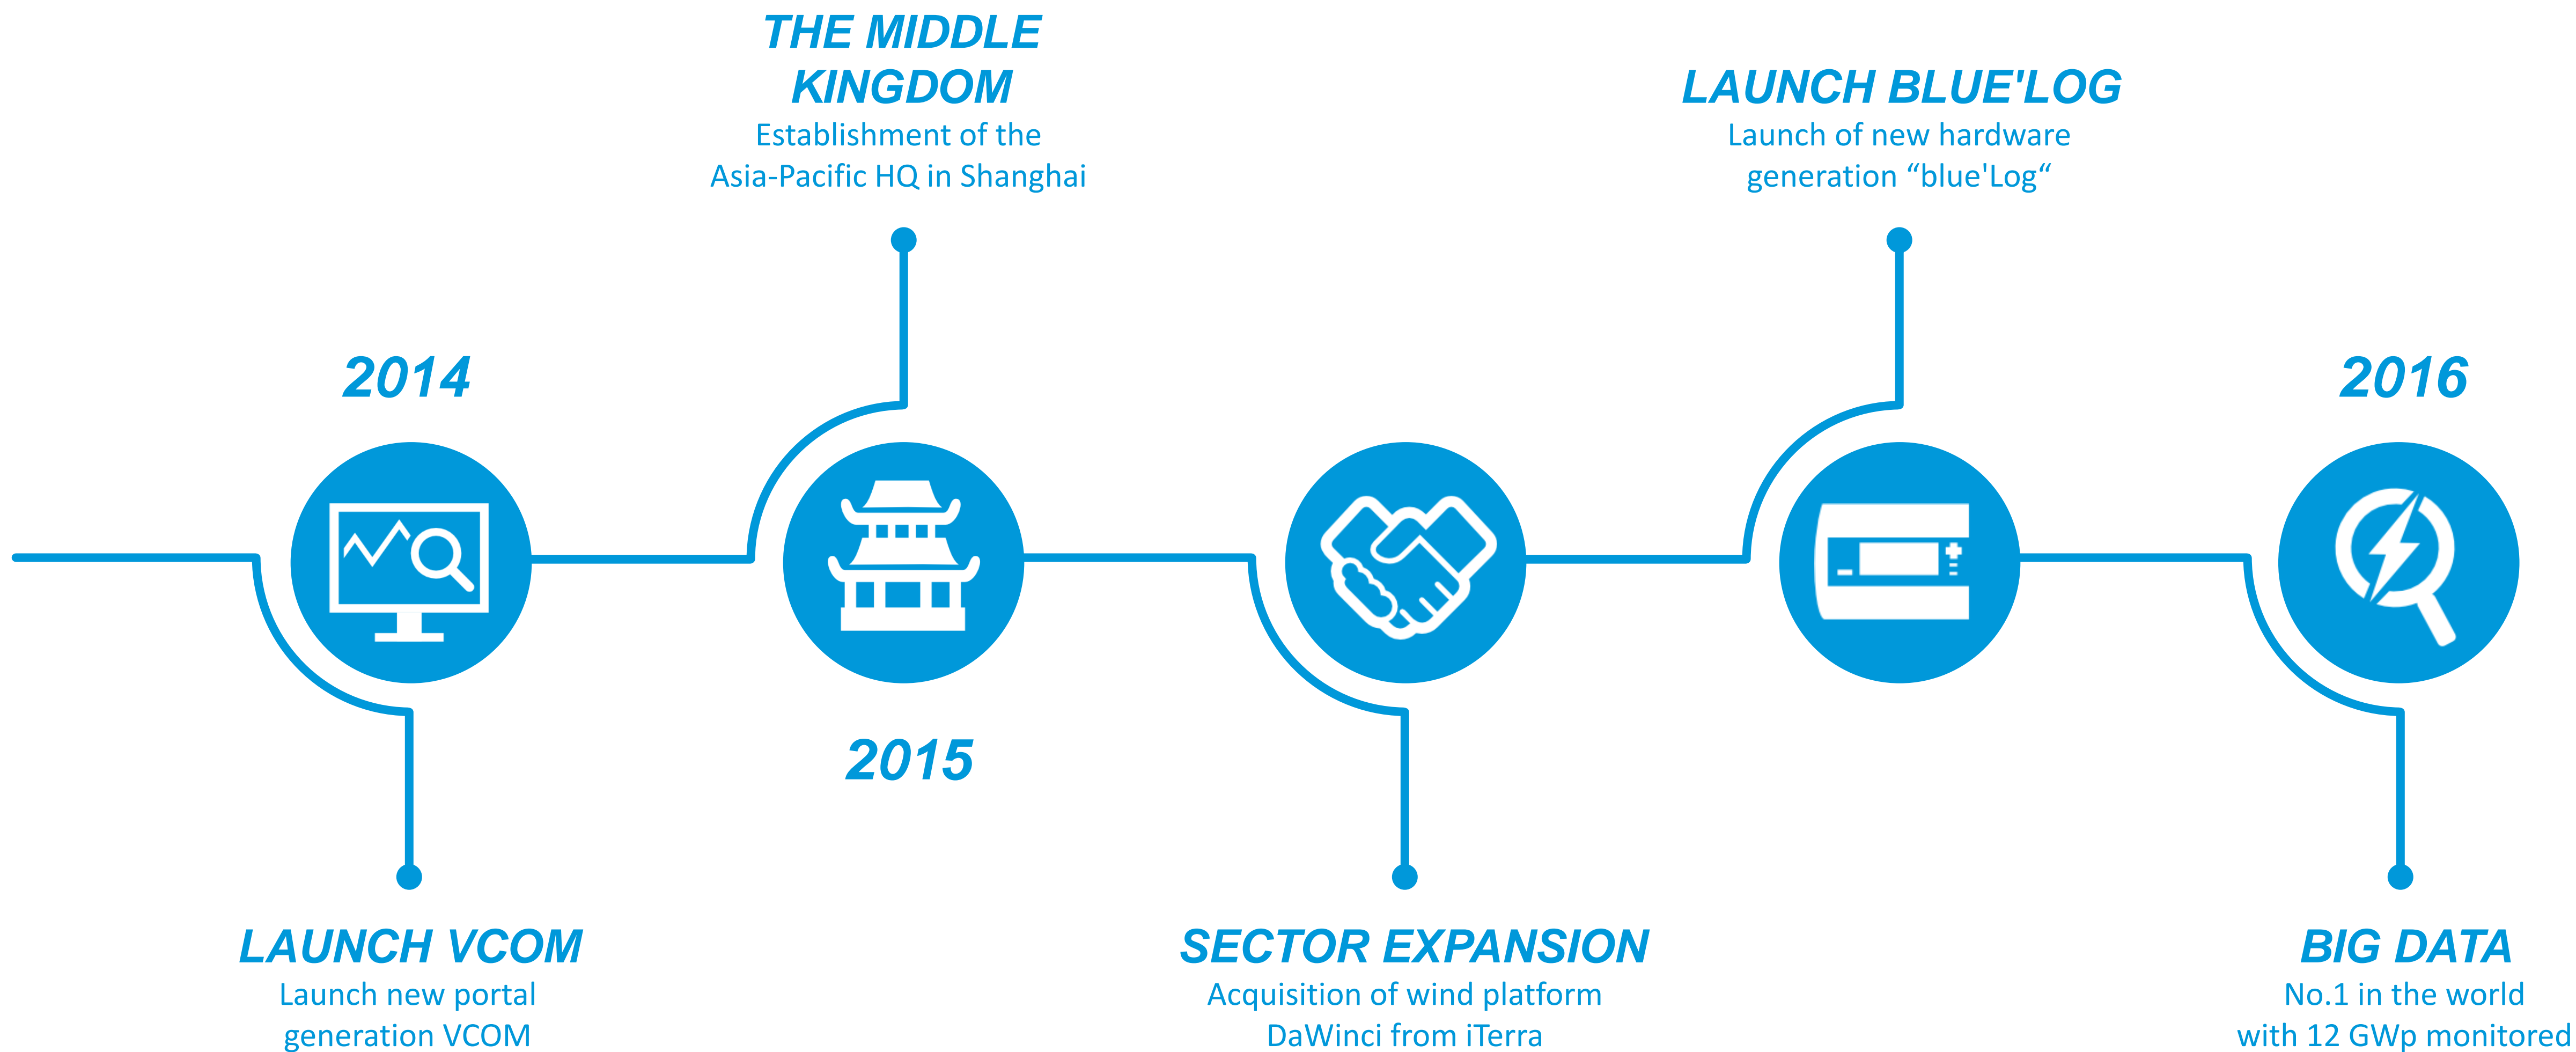 2014
LAUNCH VCOM
Launch new portal
generation VCOM
THE MIDDLE
KINGDOM
Establishment of the
Asia-Pacific HQ in Shanghai
2015
SECTOR EXPANSION
Acquisition of wind platform
DaWinci from iTerra
LAUNCH BLUE'LOG
Launch of new hardware
generation “blue'Log“
2016
BIG DATA
No.1 in the world
with 12 GWp monitored